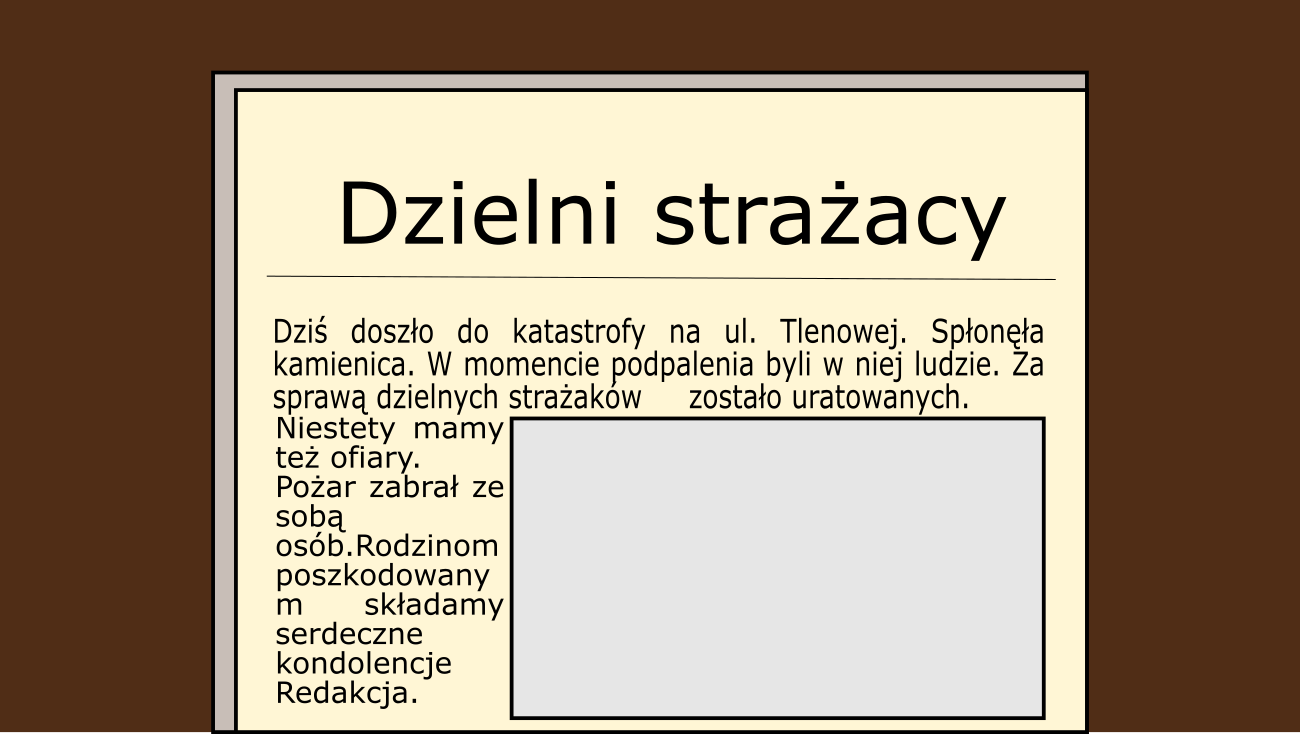 Dzielni strażacy
Dziś doszło do katastrofy na ul. Tlenowej. Spłonęła
kamienica. W momencie podpalenia byli w niej ludzie. Za
sprawą dzielnych strażaków zostało uratowanych.
Niestety mamy
też ofiary.
Pożar zabrał ze
sobą
osób.Rodzinom
poszkodowany
m składamy
serdeczne
kondolencje
Redakcja.